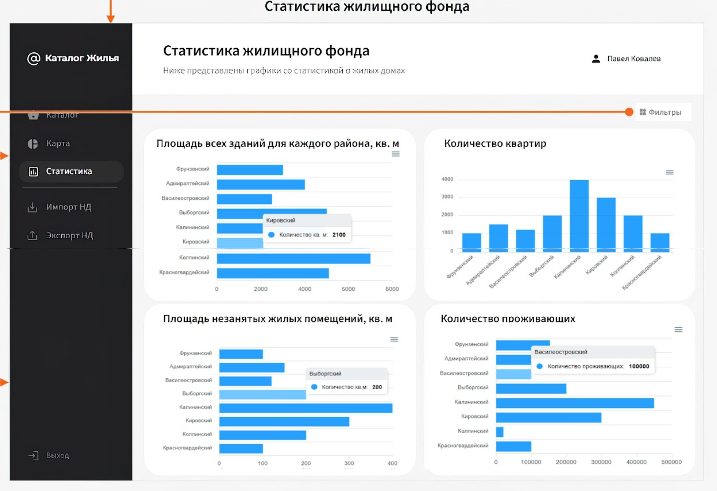 Статистика жилищного фонда
@ Каталог Жилья
Статистика жилищного фонда
Ниже представлены графики со статистикой о жилых домах
Павел Ковалев
Каталог
Карта
Статистика
Импорт НД
Экспорт НД
Выход
Фильтры
Площадь всех зданий для каждого района, кв. м
Фрунзенский
Адмиралтейский
Василеостровский
Выборгский
Калининский
Кировский
Колпинский
Красногвардейский
0 2000 4000 6000 8000
Кировский
Количество кв. м: 2100
Количество квартир
4000
3000
2000
1000
0
Фрунзенский
Адмиралтейский
Василеостровский
Выборгский
Калининский
Кировский
Колпинский
Красногвардейский
Площадь незанятых жилых помещений, кв. м
Фрунзенский
Адмиралтейский
Василеостровский
Выборгский
Калининский
Кировский
Колпинский
Красногвардейский
0 100 200 300 400
Выборгский
Количество кв.м: 200
Количество проживающих
Фрунзенский
Адмиралтейский
Василеостровский
Выборгский
Калининский
Кировский
Колпинский
Красногвардейский
0 100000 200000 300000 400000 500000
Василеостровский
Количество проживающих: 100000